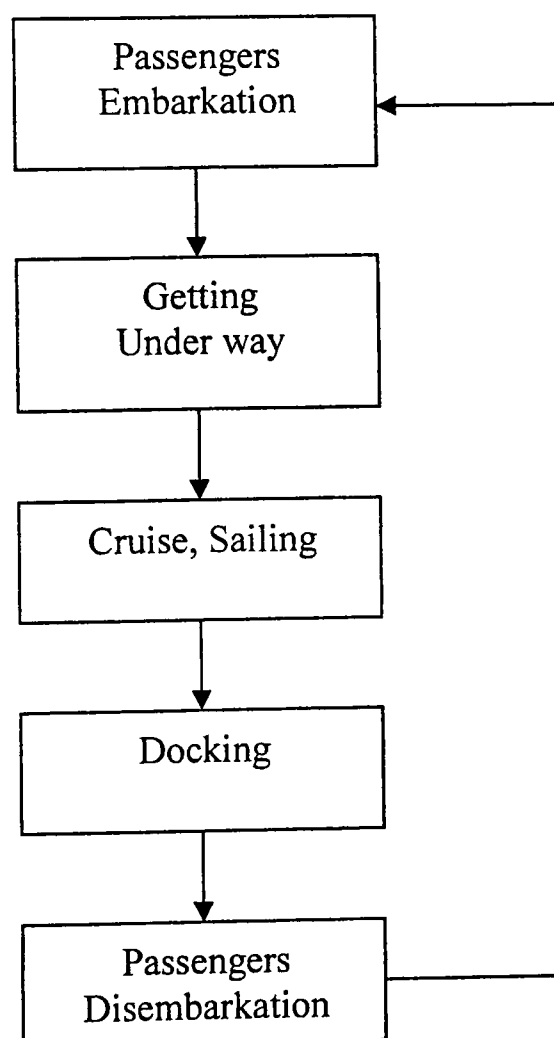 Passengers
Embarkation
Getting
Under way
Cruise, Sailing
Docking
Passengers
Disembarkation